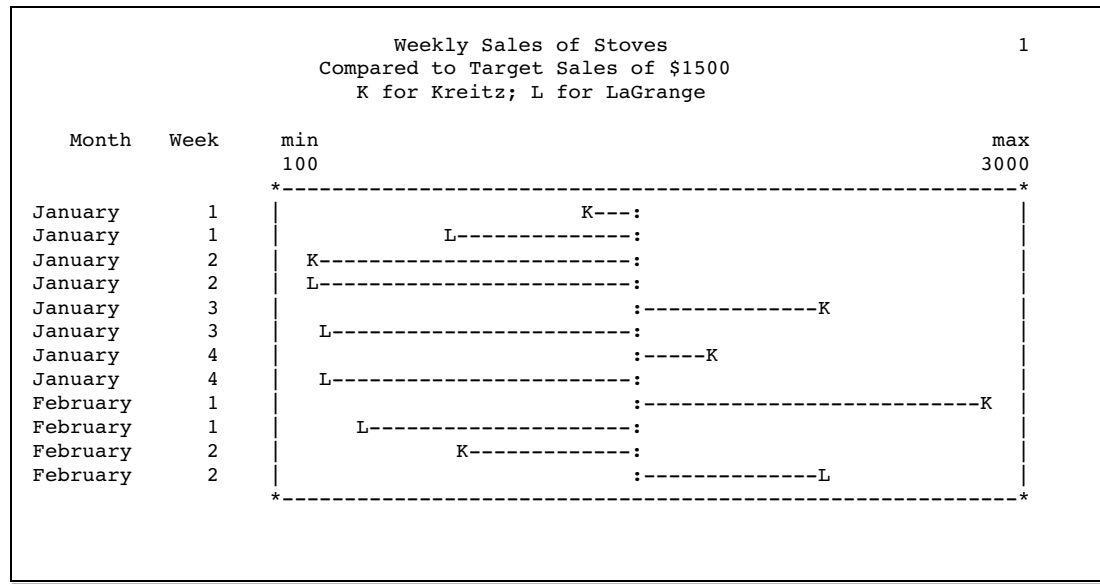 Weekly Sales of Stoves                            1
Compared to Target Sales of $1500
K for Kreitz; L for LaGrange
Month   Week     min                                                      max
100                                                     3000
*-----------------------------------------------------------*
January       1    |                        K---:                              |
January       1    |             L--------------:                              |
January       2    |  K-------------------------:                              |
January       2    |  L-------------------------:                              |
January       3    |                            :--------------K               |
January       3    |   L------------------------:                              |
January       4    |                            :-----K                        |
January       4    |   L------------------------:                              |
February      1    |                            :---------------------------K  |
February      1    |      L---------------------:                              |
February      2    |              K-------------:                              |
February      2    |                            :--------------L               |
*-----------------------------------------------------------*